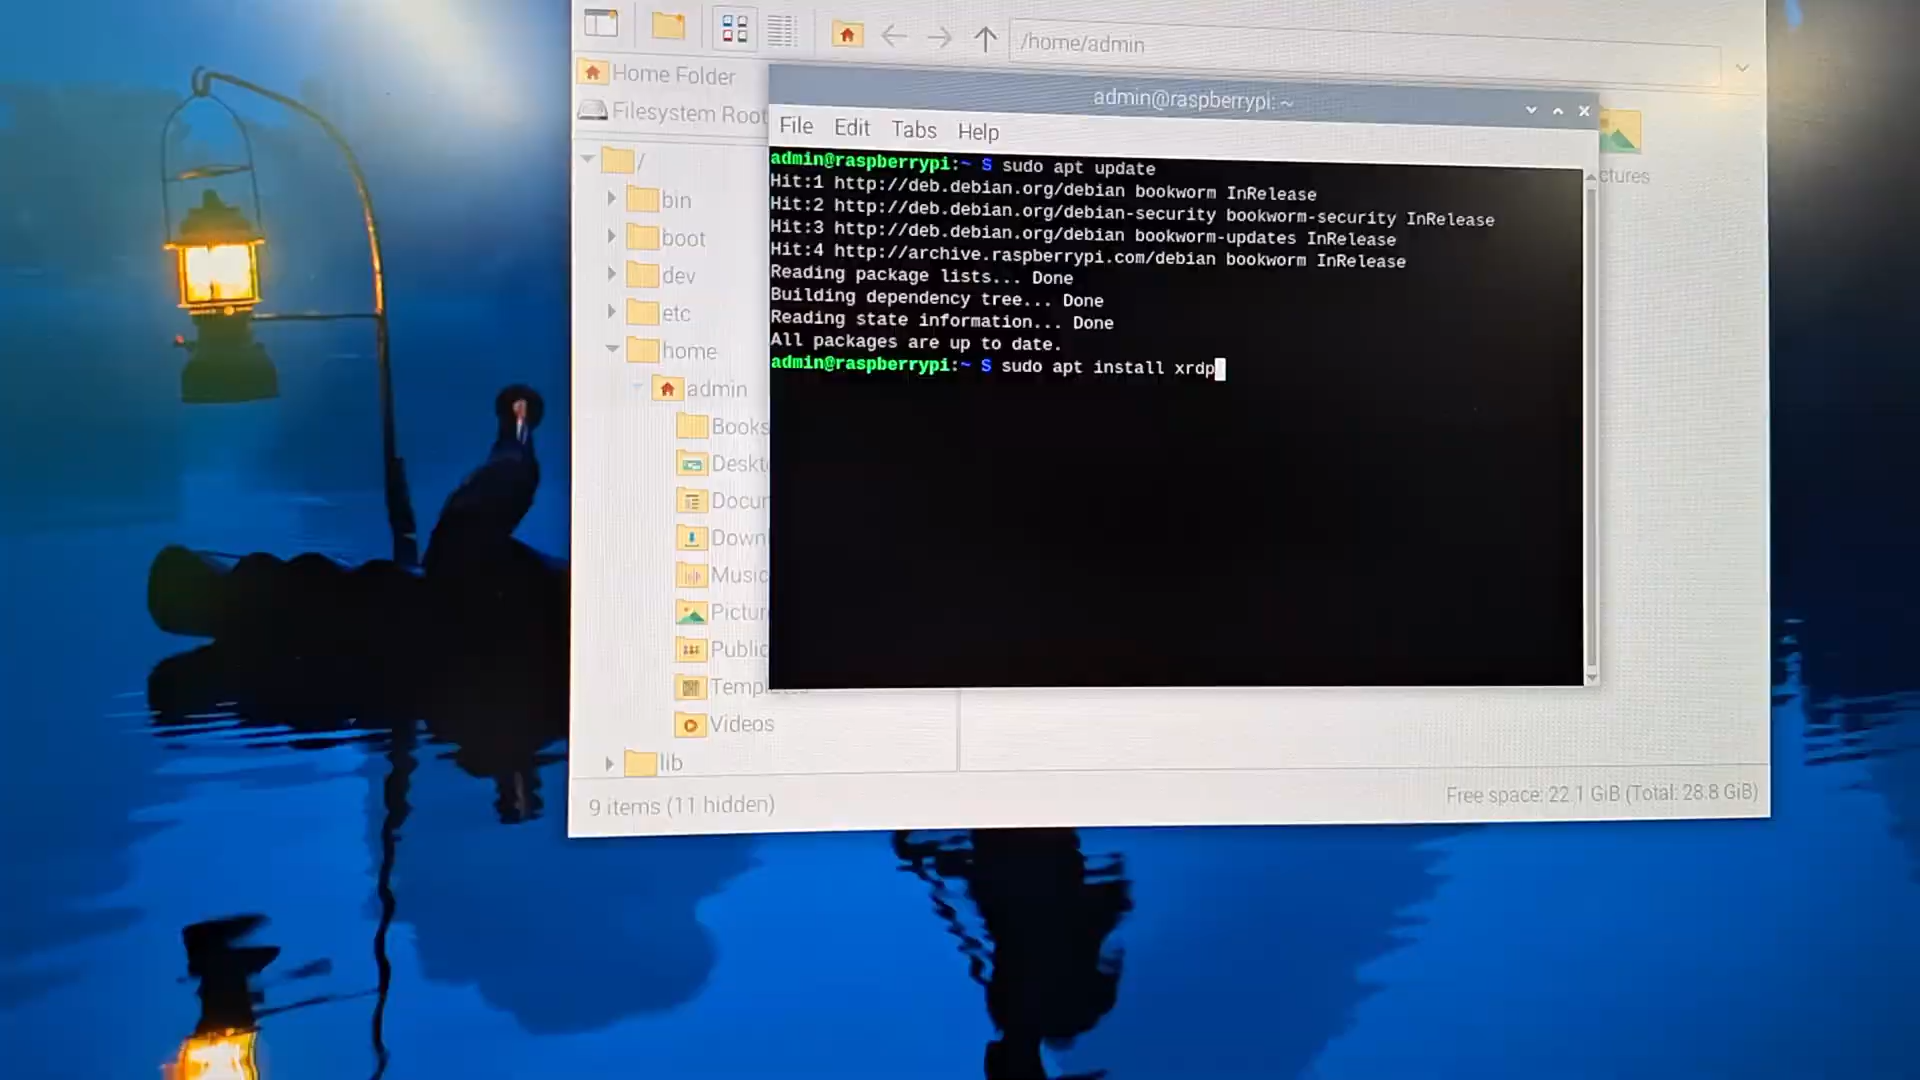 /home/admin
Home Folder
Filesystem Root
/
bin
boot
dev
etc
home
admin
Books
Deskt
Docum
Downl
Music
Pictur
Public
Templates
Videos
lib
9 items (11 hidden)
Free space: 22.1 GiB (Total: 28.8 GiB)
ctures
admin@raspberrypi: ~
File Edit Tabs Help
admin@raspberrypi:~ $ sudo apt update
Hit:1 http://deb.debian.org/debian bookworm InRelease
Hit:2 http://deb.debian.org/debian-security bookworm-security InRelease
Hit:3 http://deb.debian.org/debian bookworm-updates InRelease
Hit:4 http://archive.raspberrypi.com/debian bookworm InRelease
Reading package lists... Done
Building dependency tree... Done
Reading state information... Done
All packages are up to date.
admin@raspberrypi:~ $ sudo apt install xrdp